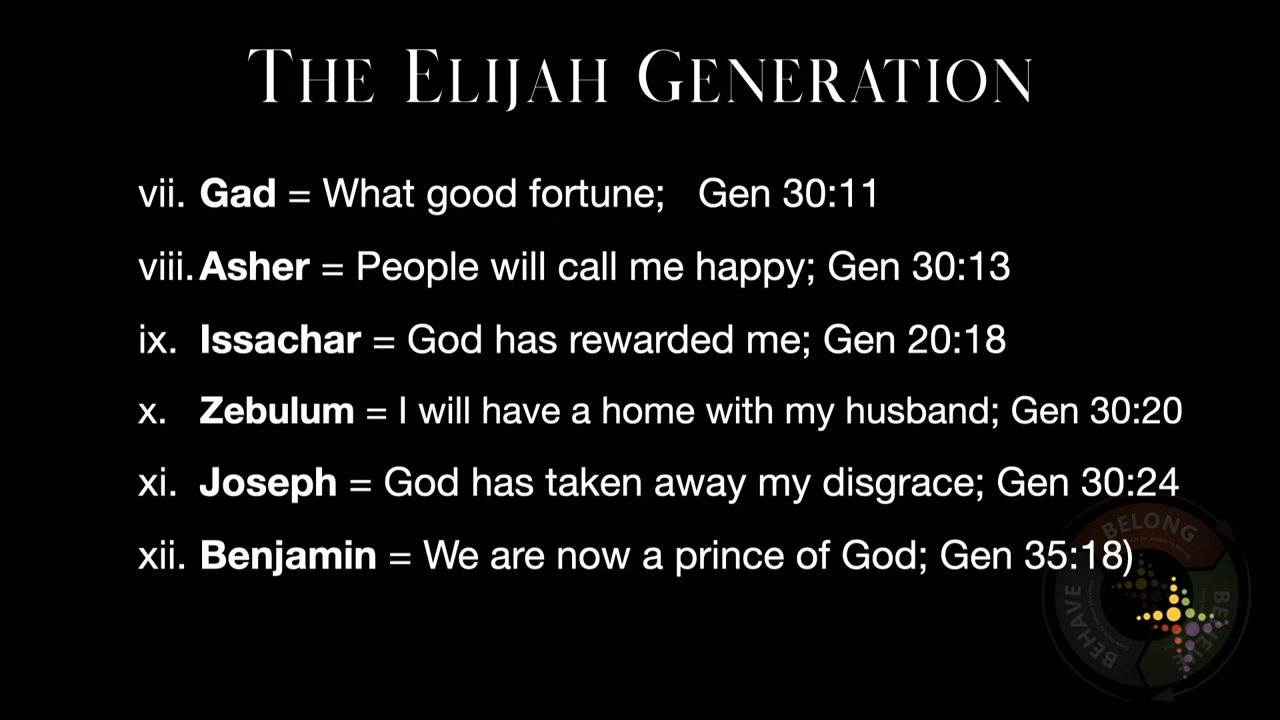 THE ELIJAH GENERATION
vii. Gad = What good fortune; Gen 30:11
viii. Asher = People will call me happy; Gen 30:13
ix. Issachar = God has rewarded me; Gen 20:18
x. Zebulum = I will have a home with my husband; Gen 30:20
xi. Joseph = God has taken away my disgrace; Gen 30:24
xii. Benjamin = We are now a prince of God; Gen 35:18)
BELONG
BEHAVE